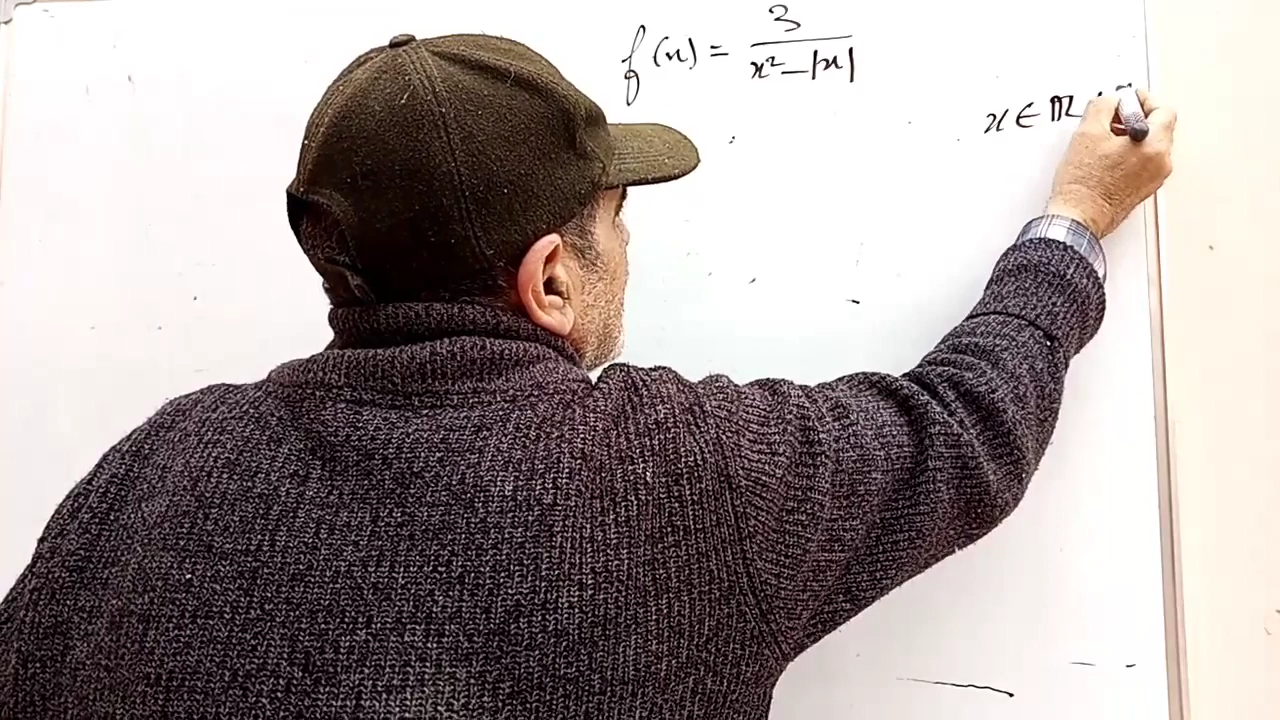 f(x) = 3 / x² - |x|
x ∈ ℝ